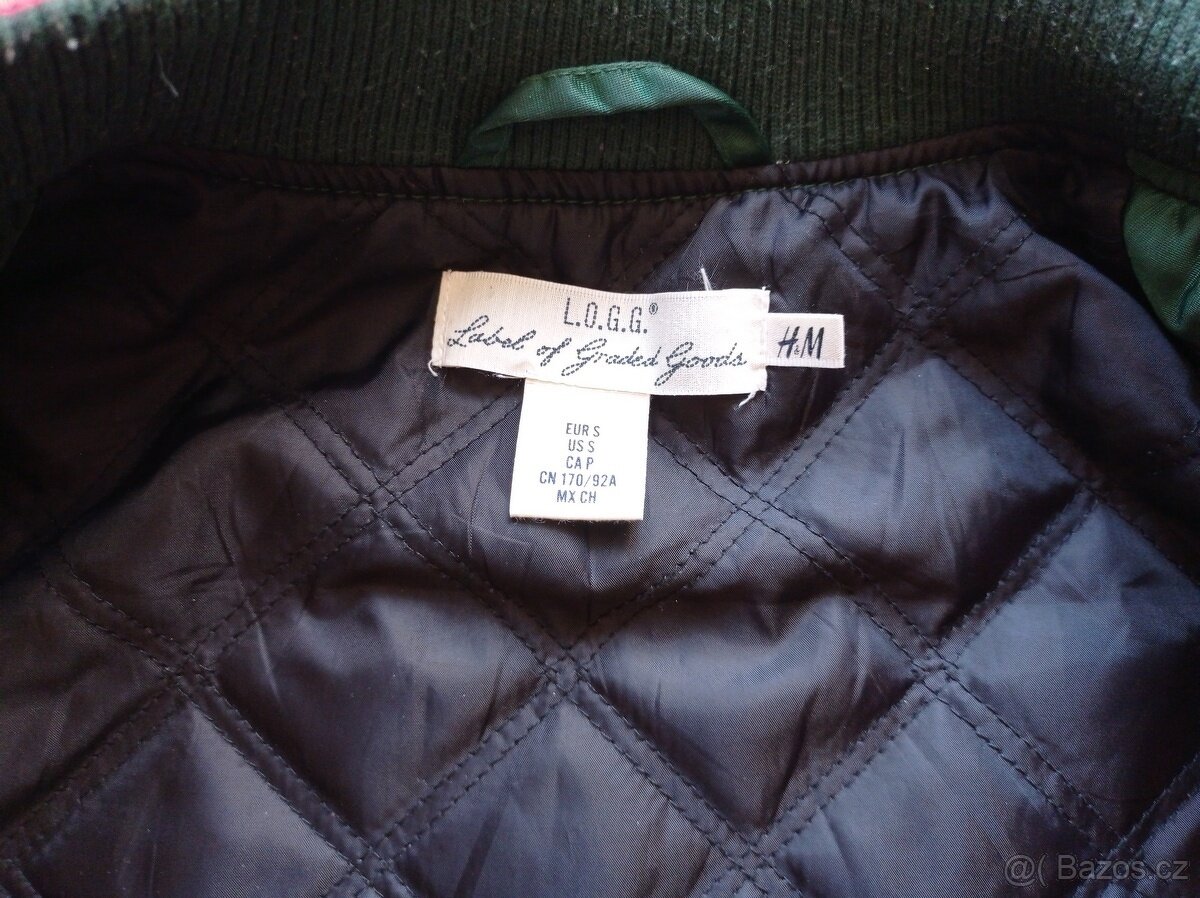 L.O.G.G.®
Label of Graded Goods
H&M
EUR S
US S
CA P
CN 170/92A
MX CH
@( Bazos.cz